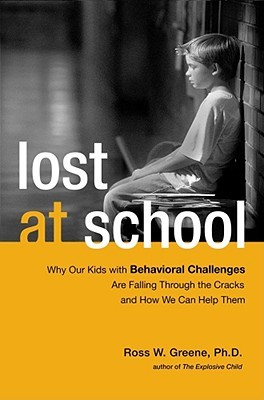 lost
at school
Why Our Kids with Behavioral Challenges
Are Falling Through the Cracks
and How We Can Help Them
Ross W. Greene, Ph.D.
author of The Explosive Child